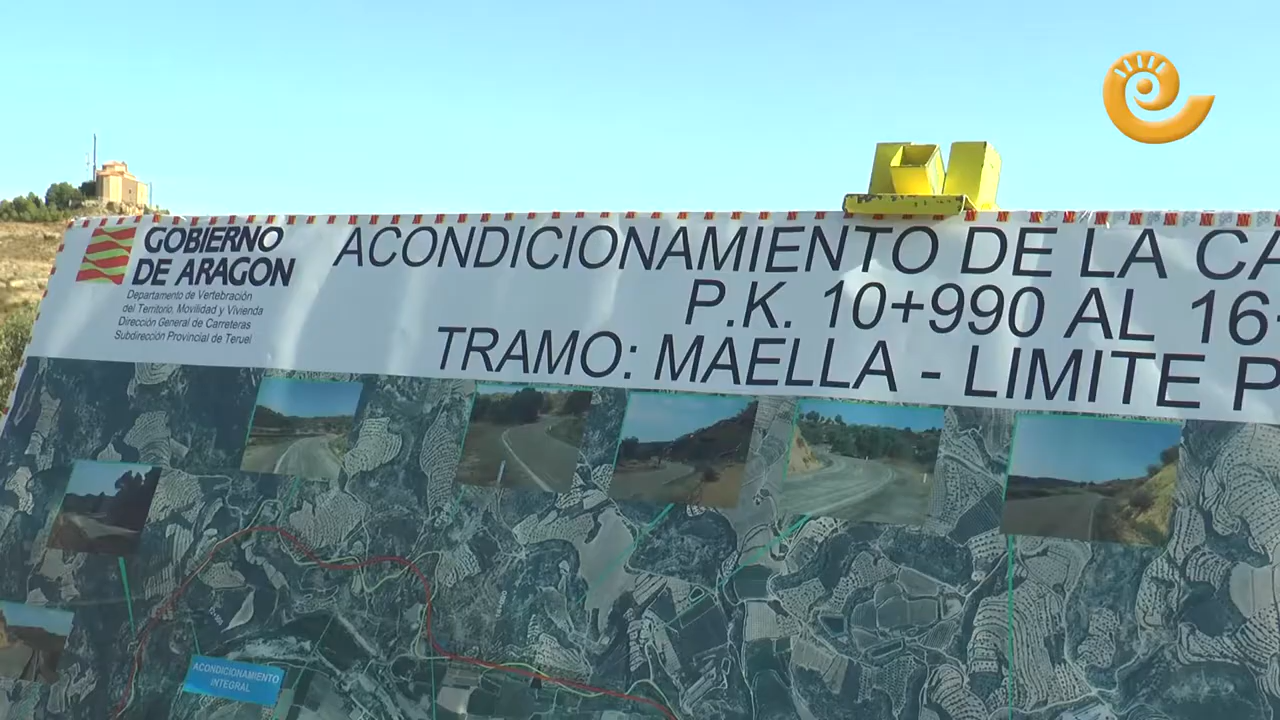 GOBIERNO
DE ARAGON
Departamento de Vertebración
del Territorio, Movilidad y Vivienda
Dirección General de Carreteras
Subdirección Provincial de Teruel
ACONDICIONAMIENTO DE LA CA
P.K. 10+990 AL 16+
TRAMO: MAELLA - LIMITE P
ACONDICIONAMIENTO
INTEGRAL